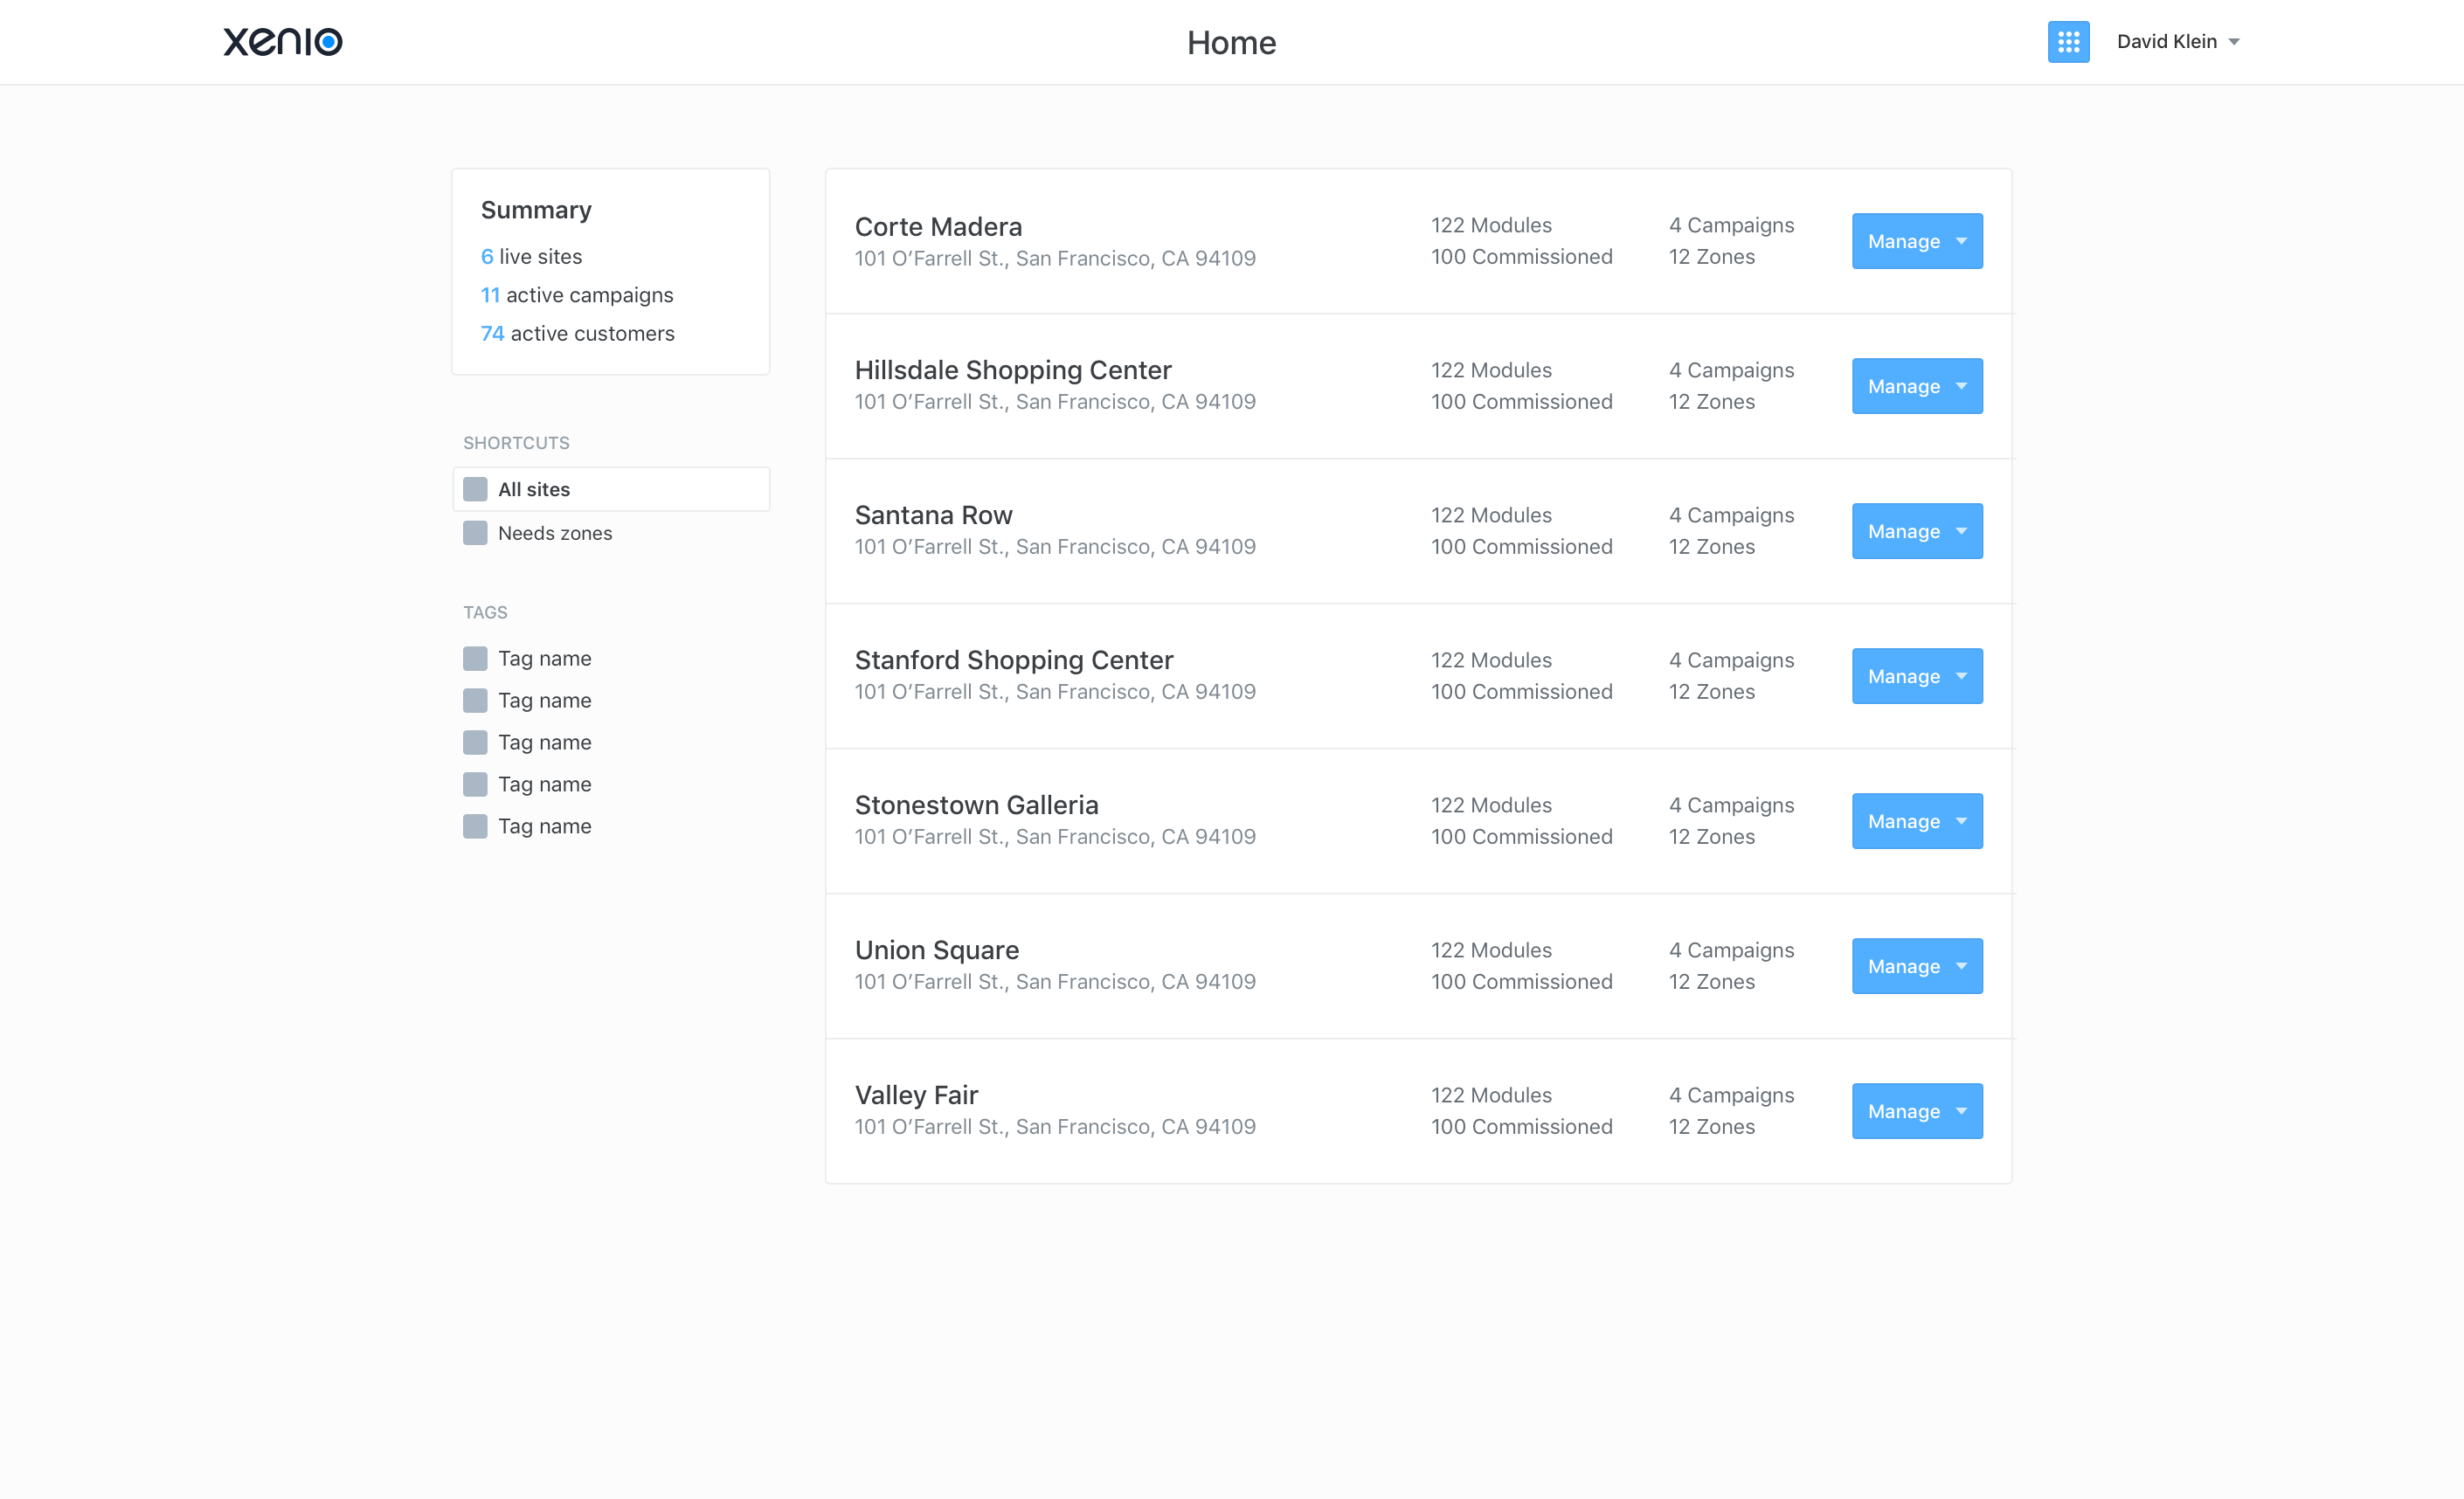 xenio
Home
David Klein
Summary
6 live sites
11 active campaigns
74 active customers
SHORTCUTS
All sites
Needs zones
TAGS
Tag name
Tag name
Tag name
Tag name
Tag name
Corte Madera
101 O’Farrell St., San Francisco, CA 94109
122 Modules
100 Commissioned
4 Campaigns
12 Zones
Manage
Hillsdale Shopping Center
101 O’Farrell St., San Francisco, CA 94109
122 Modules
100 Commissioned
4 Campaigns
12 Zones
Manage
Santana Row
101 O’Farrell St., San Francisco, CA 94109
122 Modules
100 Commissioned
4 Campaigns
12 Zones
Manage
Stanford Shopping Center
101 O’Farrell St., San Francisco, CA 94109
122 Modules
100 Commissioned
4 Campaigns
12 Zones
Manage
Stonestown Galleria
101 O’Farrell St., San Francisco, CA 94109
122 Modules
100 Commissioned
4 Campaigns
12 Zones
Manage
Union Square
101 O’Farrell St., San Francisco, CA 94109
122 Modules
100 Commissioned
4 Campaigns
12 Zones
Manage
Valley Fair
101 O’Farrell St., San Francisco, CA 94109
122 Modules
100 Commissioned
4 Campaigns
12 Zones
Manage